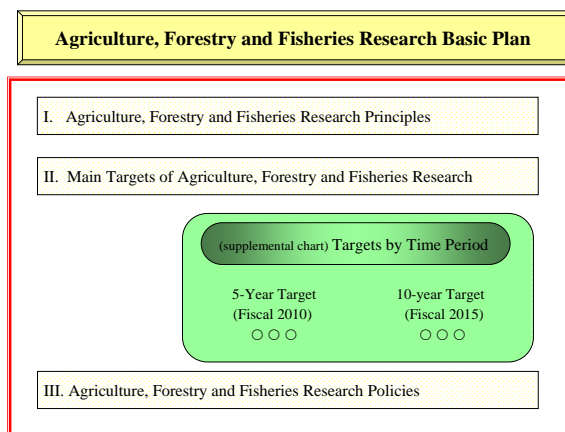 Agriculture, Forestry and Fisheries Research Basic Plan
I. Agriculture, Forestry and Fisheries Research Principles
II. Main Targets of Agriculture, Forestry and Fisheries Research
(supplemental chart) Targets by Time Period
5-Year Target
(Fiscal 2010)
○ ○ ○
10-year Target
(Fiscal 2015)
○ ○ ○
III. Agriculture, Forestry and Fisheries Research Policies